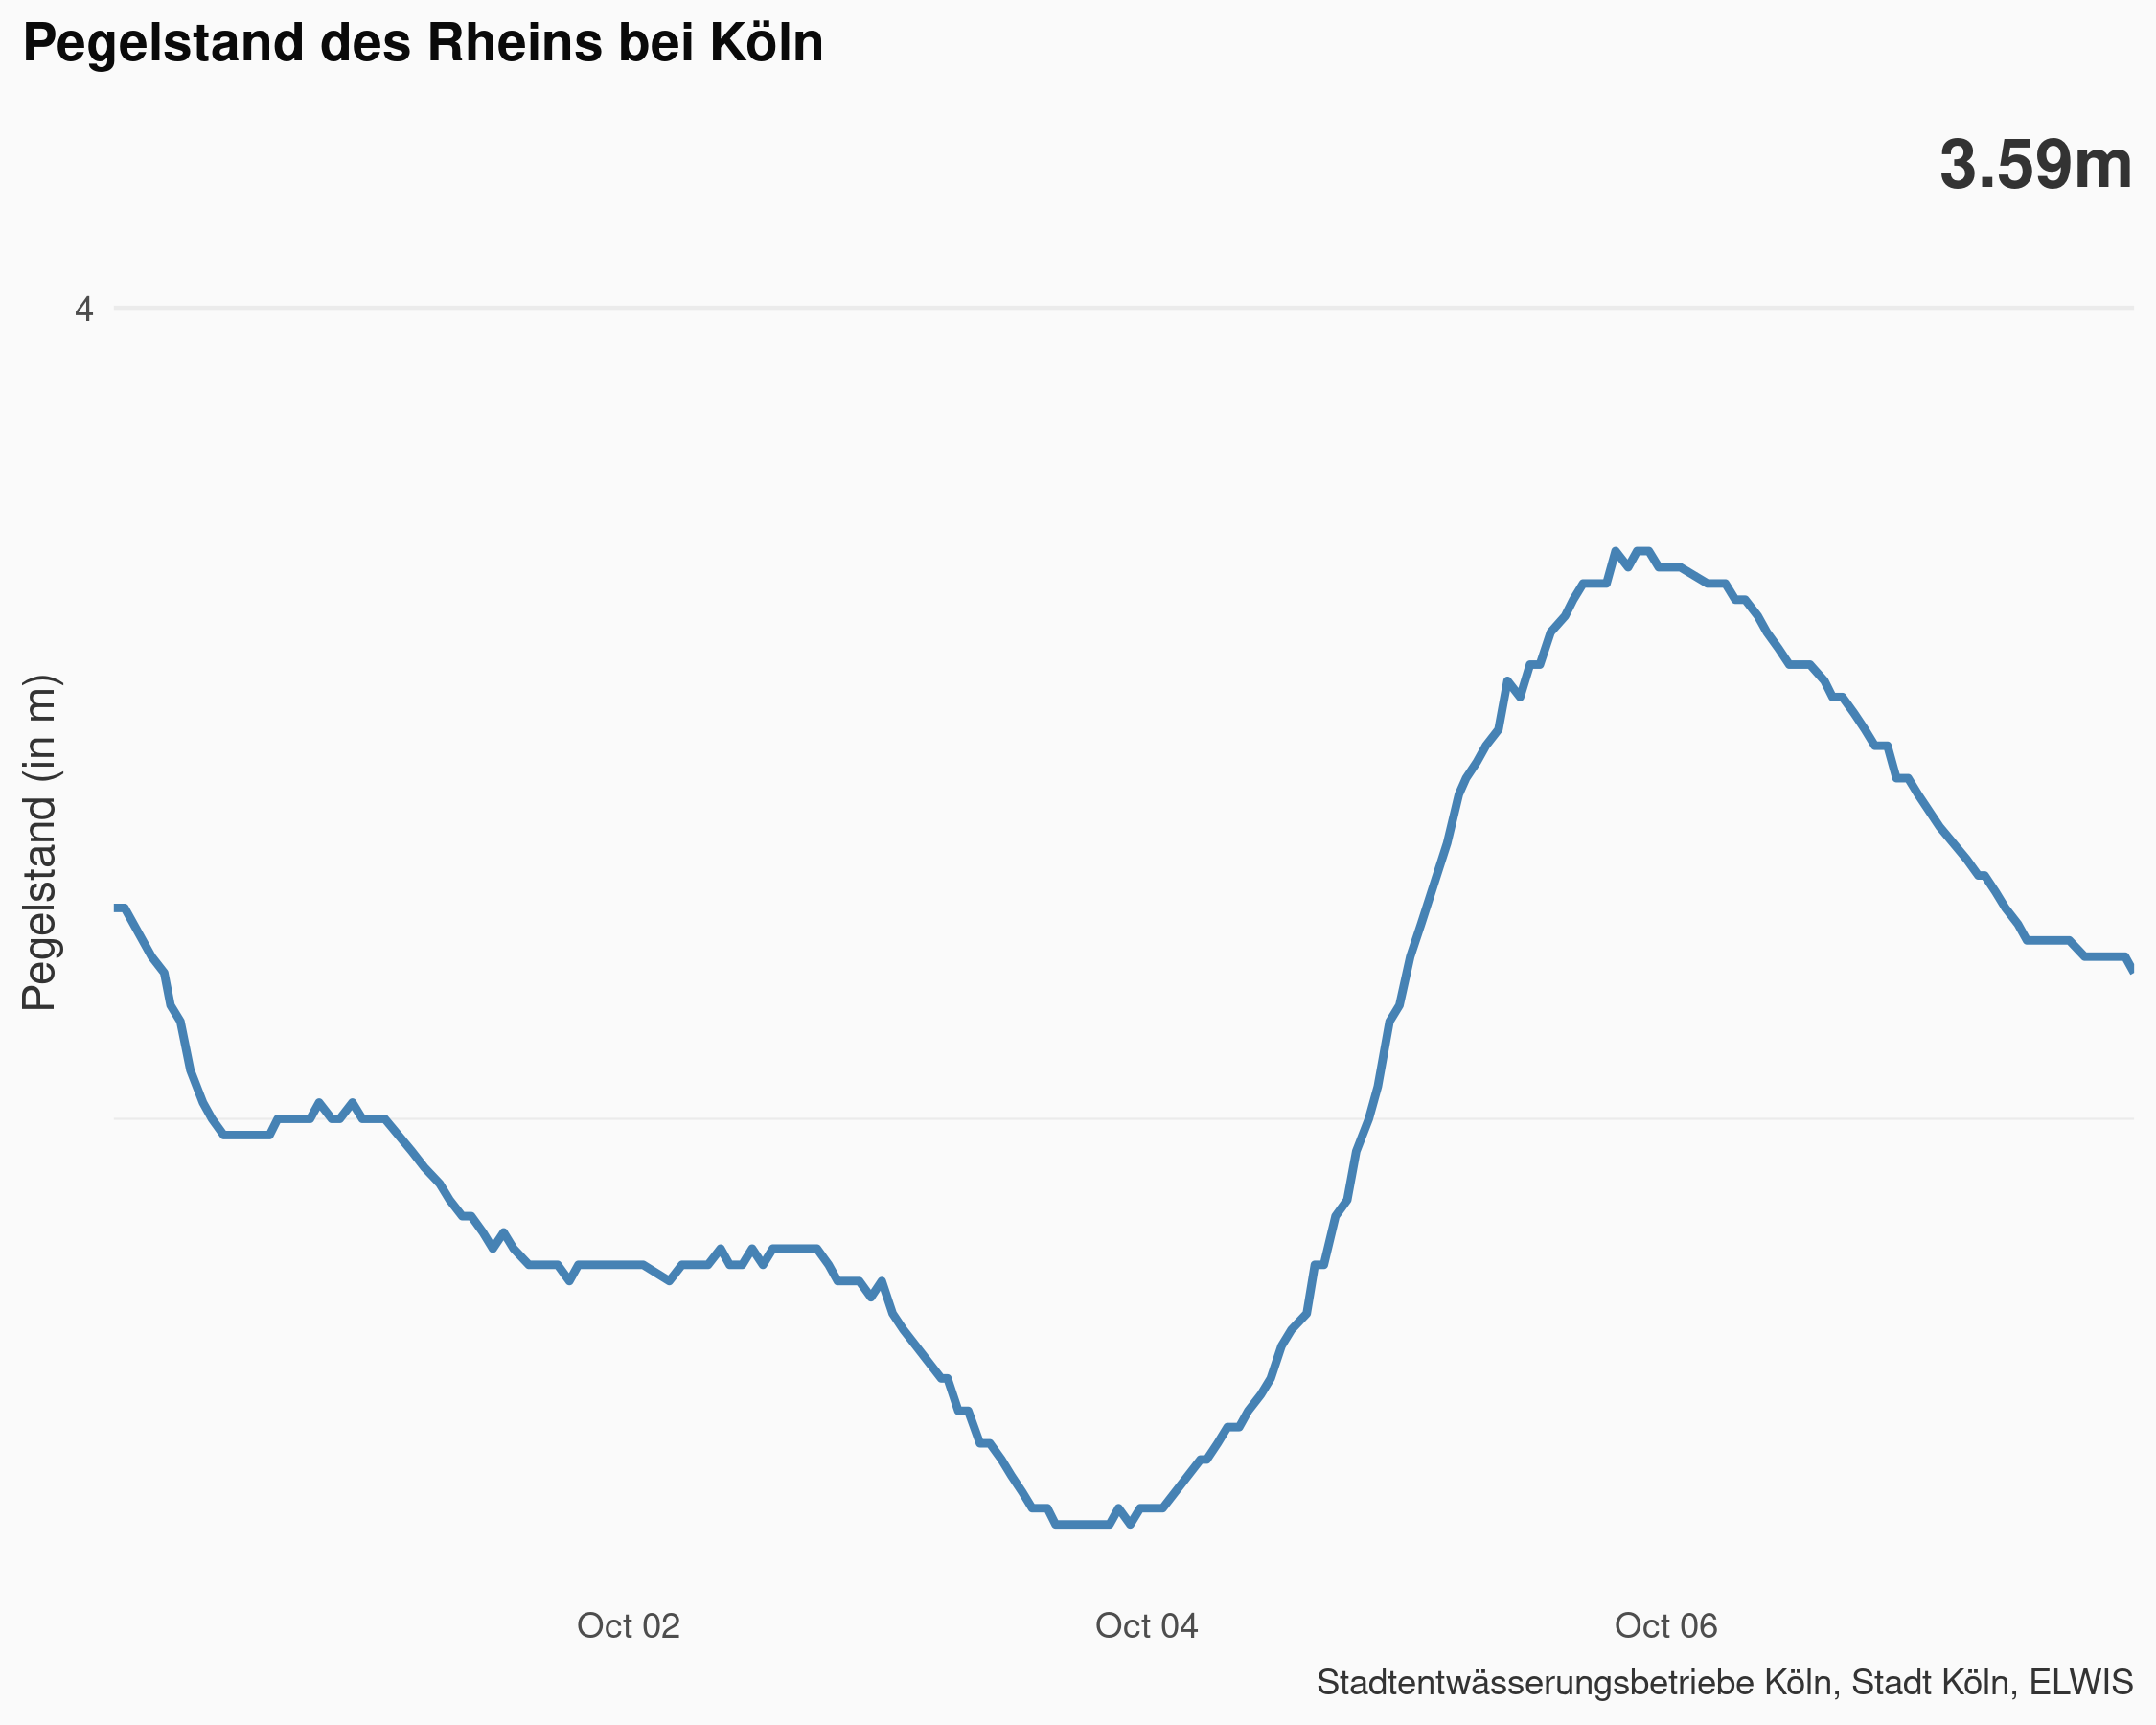 Pegelstand des Rheins bei Köln
3.59m
4
Pegelstand (in m)
Oct 02
Oct 04
Oct 06
Stadtentwässerungsbetriebe Köln, Stadt Köln, ELWIS